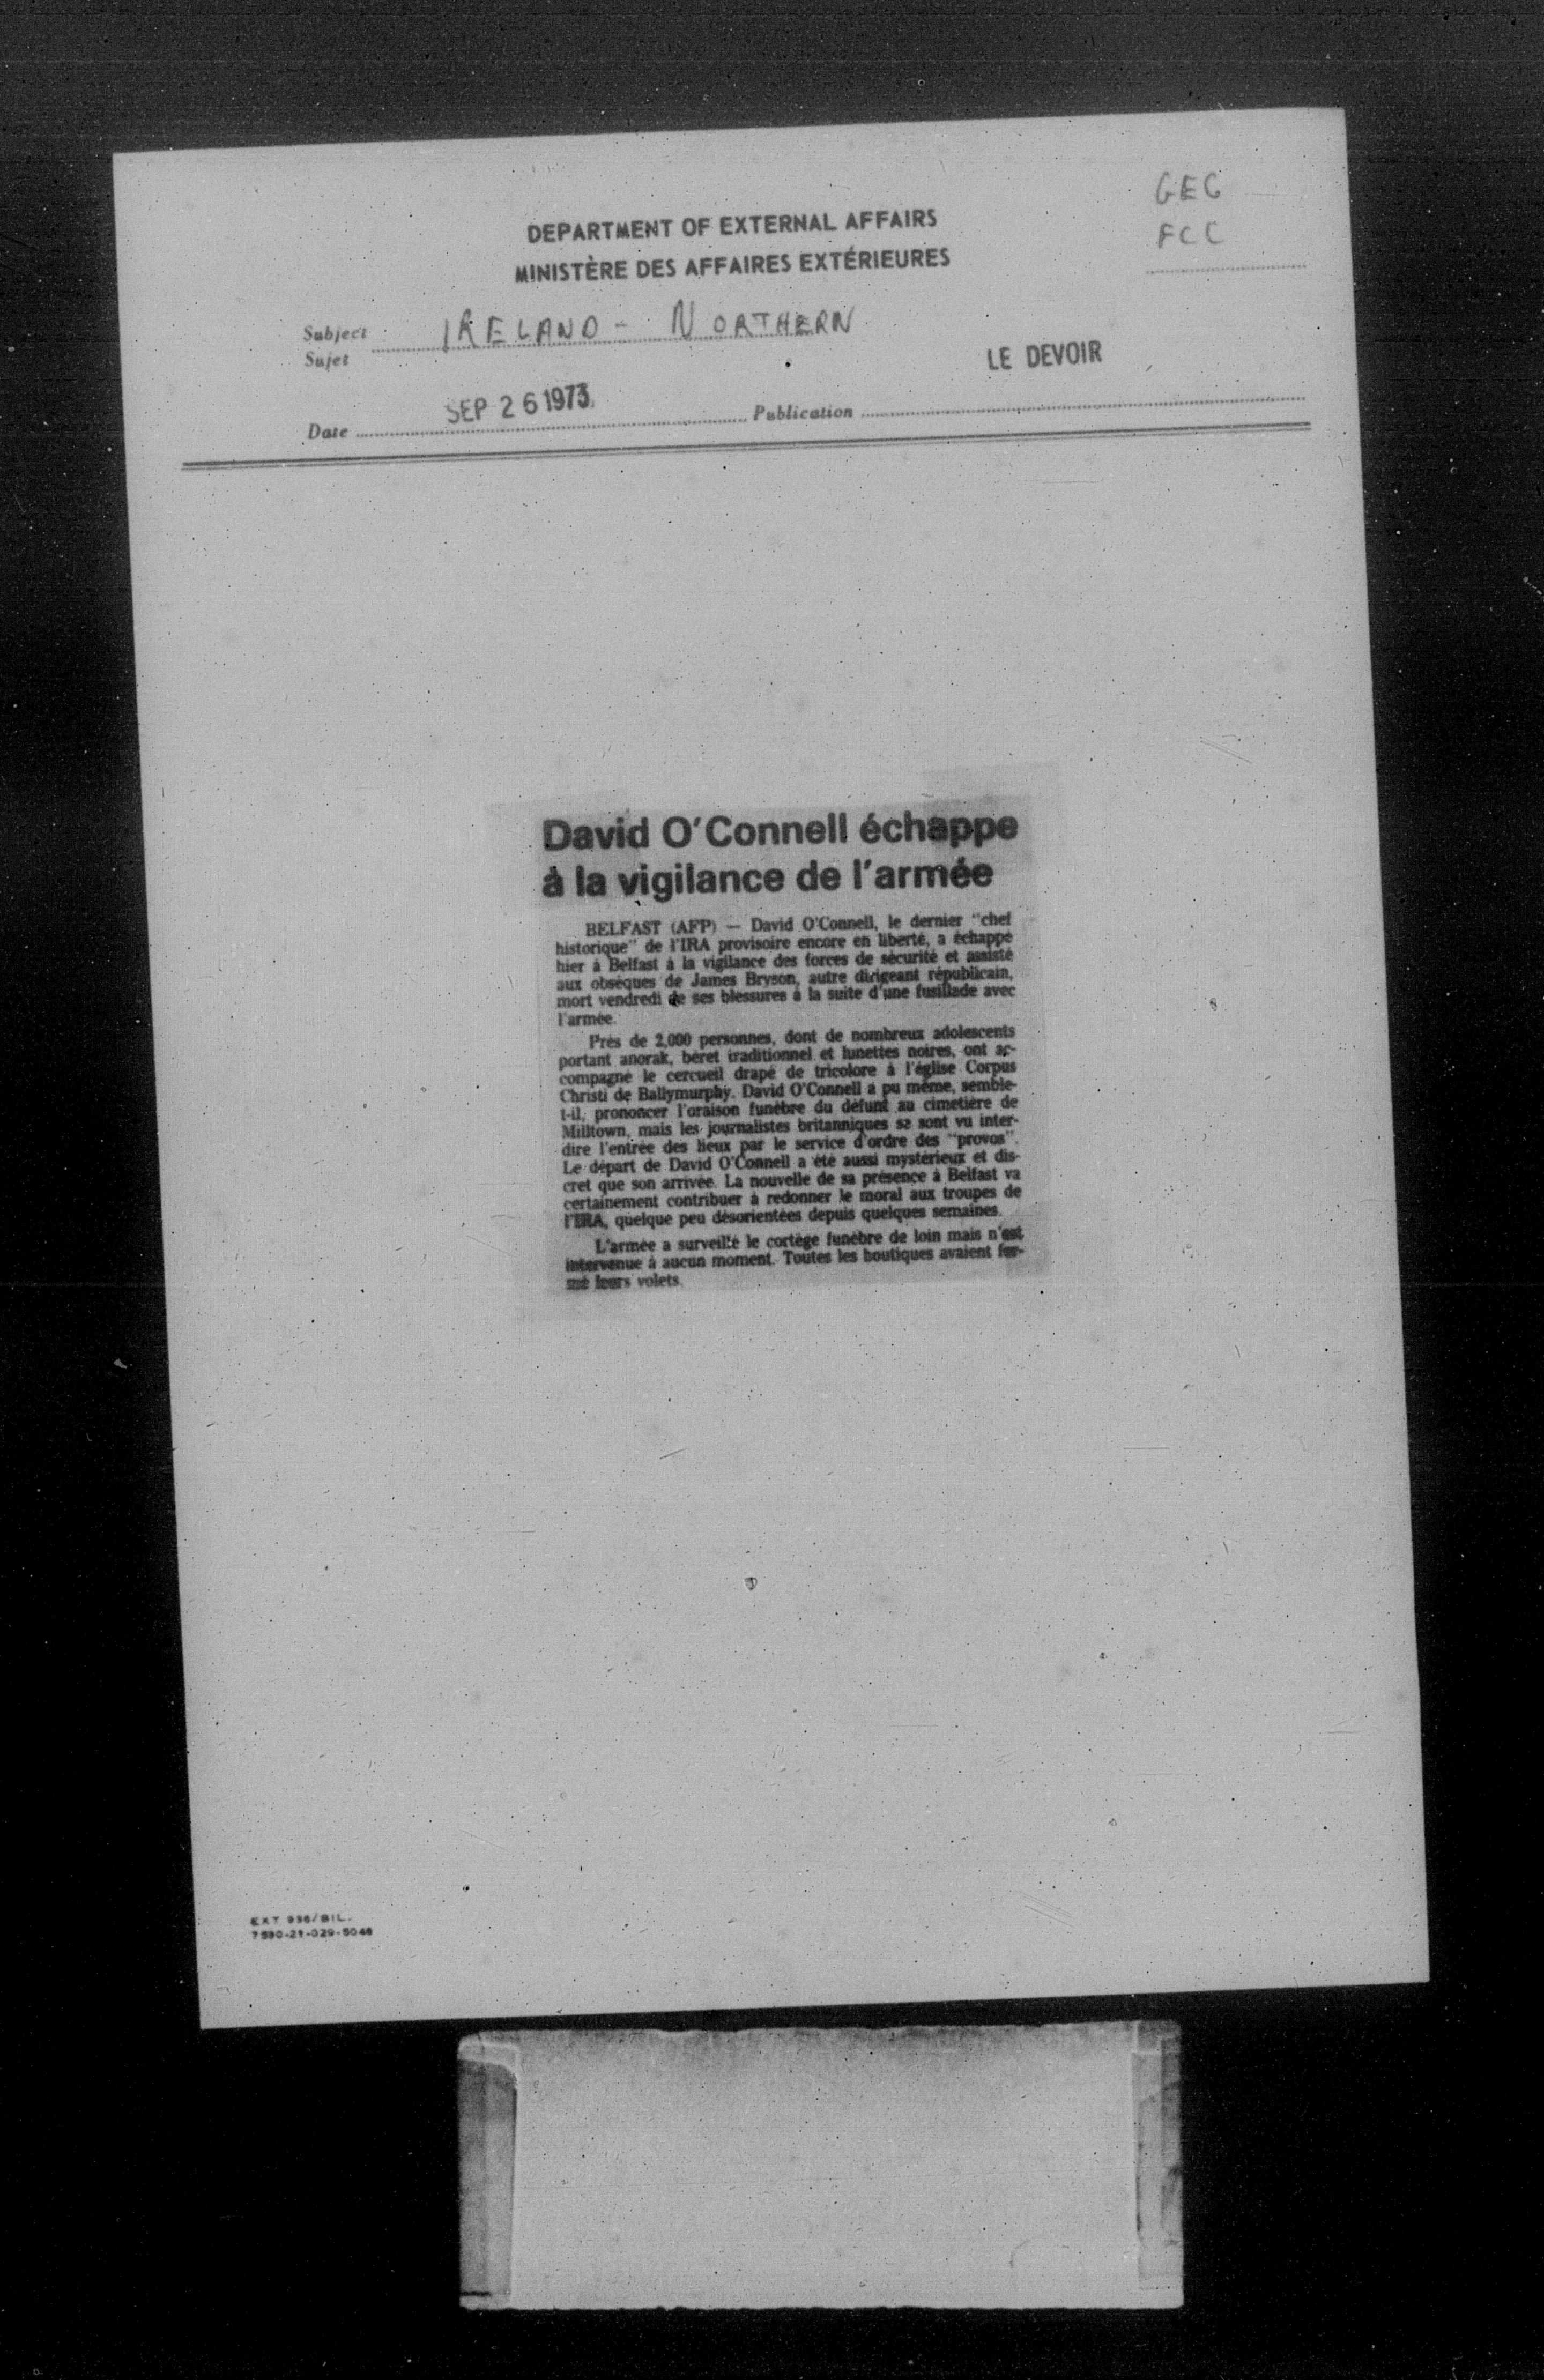 GEG
FCC
DEPARTMENT OF EXTERNAL AFFAIRS
MINISTÈRE DES AFFAIRES EXTÉRIEURES
Subject
Sujet
IRELAND - NORTHERN
LE DEVOIR
Date SEP 26 1973 Publication
David O'Connell échappe
à la vigilance de l'armée
BELFAST (AFP) — David O'Connell, le dernier "chef
historique" de l'IRA provisoire encore en liberté, a échappé
hier à Belfast à la vigilance des forces de sécurité et assisté
aux obsèques de James Bryson, autre dirigeant républicain,
mort vendredi de ses blessures à la suite d'une fusillade avec
l'armée.
Près de 2,000 personnes, dont de nombreux adolescents
portant anorak, béret traditionnel et lunettes noires, ont ac-
compagné le cercueil drapé de tricolore à l'église Corpus
Christi de Ballymurphy. David O'Connell a pu même, semble-
t-il, prononcer l'oraison funèbre du défunt au cimetière de
Milltown, mais les journalistes britanniques se sont vu inter-
dire l'entrée des lieux par le service d'ordre des "provos".
Le départ de David O'Connell a été aussi mystérieux et dis-
cret que son arrivée. La nouvelle de sa présence à Belfast va
certainement contribuer à redonner le moral aux troupes de
l'IRA, quelque peu désorientées depuis quelques semaines.
L'armée a surveillé le cortège funèbre de loin mais n'est
intervenue à aucun moment. Toutes les boutiques avaient fer-
mé leurs volets.
EXT 936/BIL.
7590-21-029-5046